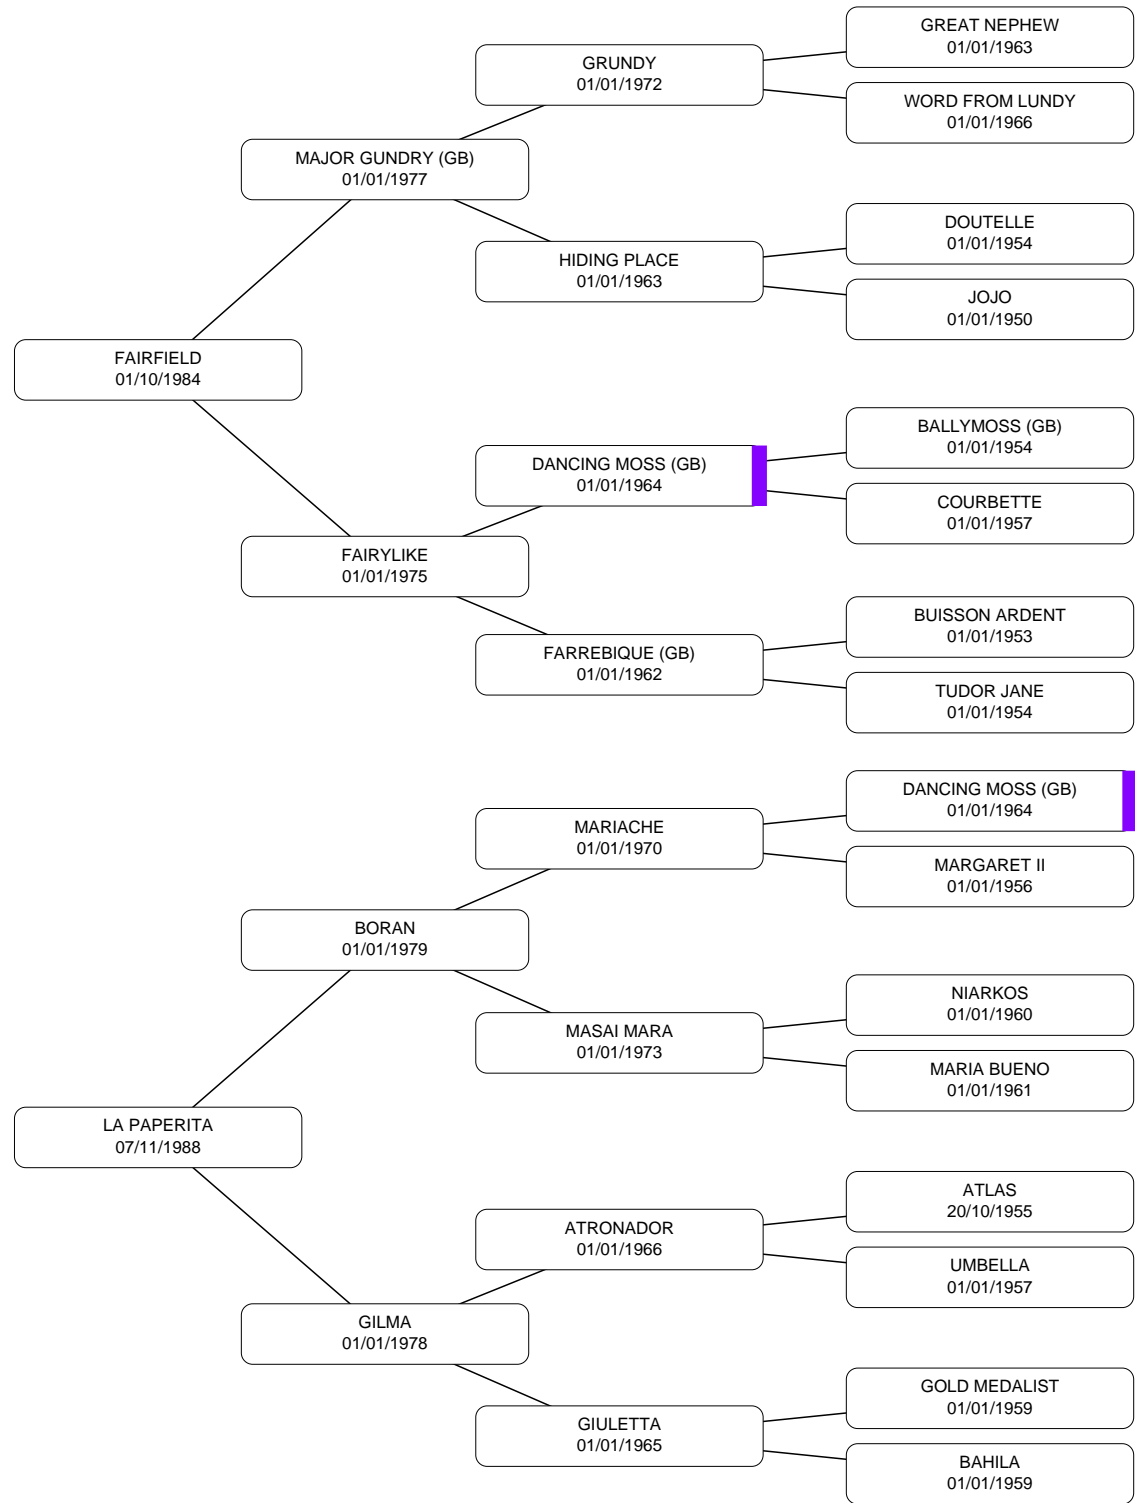 GREAT NEPHEW
01/01/1963
GRUNDY
01/01/1972
WORD FROM LUNDY
01/01/1966
MAJOR GUNDRY (GB)
01/01/1977
DOUTELLE
01/01/1954
HIDING PLACE
01/01/1963
JOJO
01/01/1950
FAIRFIELD
01/10/1984
BALLYMOSS (GB)
01/01/1954
DANCING MOSS (GB)
01/01/1964
COURBETTE
01/01/1957
FAIRYLIKE
01/01/1975
BUISSON ARDENT
01/01/1953
FARREBIQUE (GB)
01/01/1962
TUDOR JANE
01/01/1954
DANCING MOSS (GB)
01/01/1964
MARIACHE
01/01/1970
MARGARET II
01/01/1956
BORAN
01/01/1979
NIARKOS
01/01/1960
MASAI MARA
01/01/1973
MARIA BUENO
01/01/1961
LA PAPERITA
07/11/1988
ATLAS
20/10/1955
ATRONADOR
01/01/1966
UMBELLA
01/01/1957
GILMA
01/01/1978
GOLD MEDALIST
01/01/1959
GIULETTA
01/01/1965
BAHILA
01/01/1959